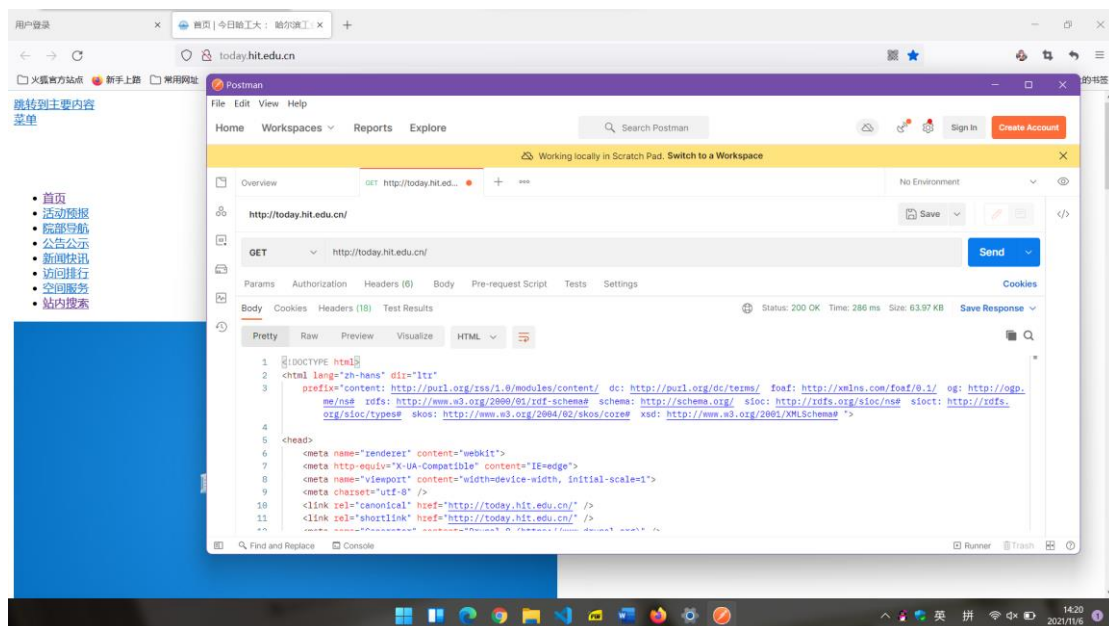 用户登录
首页 | 今日哈工大： 哈尔滨工
today.hit.edu.cn
火狐官方站点 新手上路 常用网址
的书签
跳转到主要内容
菜单
首页
活动预报
院部导航
公告公示
新闻快讯
访问排行
空间服务
站内搜索
Postman
File Edit View Help
Home Workspaces Reports Explore Search Postman Sign In Create Account
Working locally in Scratch Pad. Switch to a Workspace
Overview GET http://today.hit.ed... No Environment
http://today.hit.edu.cn/ Save
GET http://today.hit.edu.cn/ Send
Params Authorization Headers (6) Body Pre-request Script Tests Settings Cookies
Body Cookies Headers (18) Test Results Status: 200 OK Time: 286 ms Size: 63.97 KB Save Response
Pretty Raw Preview Visualize HTML
1 <!DOCTYPE html>
2 <html lang="zh-hans" dir="ltr"
3 prefix="content: http://purl.org/rss/1.0/modules/content/ dc: http://purl.org/dc/terms/ foaf: http://xmlns.com/foaf/0.1/ og: http://ogp.
me/ns# rdfs: http://www.w3.org/2000/01/rdf-schema# schema: http://schema.org/ sioc: http://rdfs.org/sioc/ns# sioct: http://rdfs.
org/sioc/types# skos: http://www.w3.org/2004/02/skos/core# xsd: http://www.w3.org/2001/XMLSchema# ">
4
5 <head>
6 <meta name="renderer" content="webkit">
7 <meta http-equiv="X-UA-Compatible" content="IE=edge">
8 <meta name="viewport" content="width=device-width, initial-scale=1">
9 <meta charset="utf-8" />
10 <link rel="canonical" href="http://today.hit.edu.cn/" />
11 <link rel="shortlink" href="http://today.hit.edu.cn/" />
Find and Replace Console Runner Trash
英 拼 14:20
2021/11/6